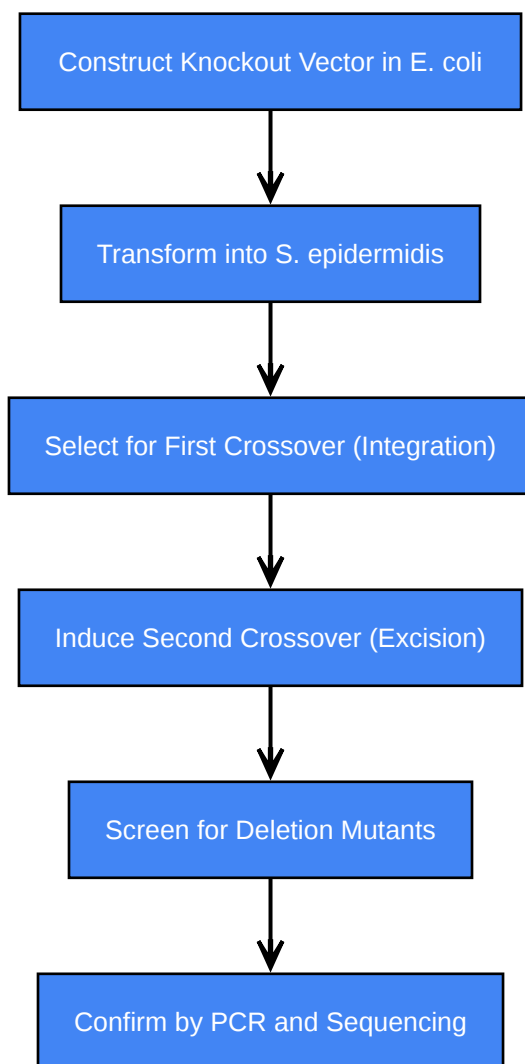 Construct Knockout Vector in E. coli
Transform into S. epidermidis
Select for First Crossover (Integration)
Induce Second Crossover (Excision)
Screen for Deletion Mutants
Confirm by PCR and Sequencing